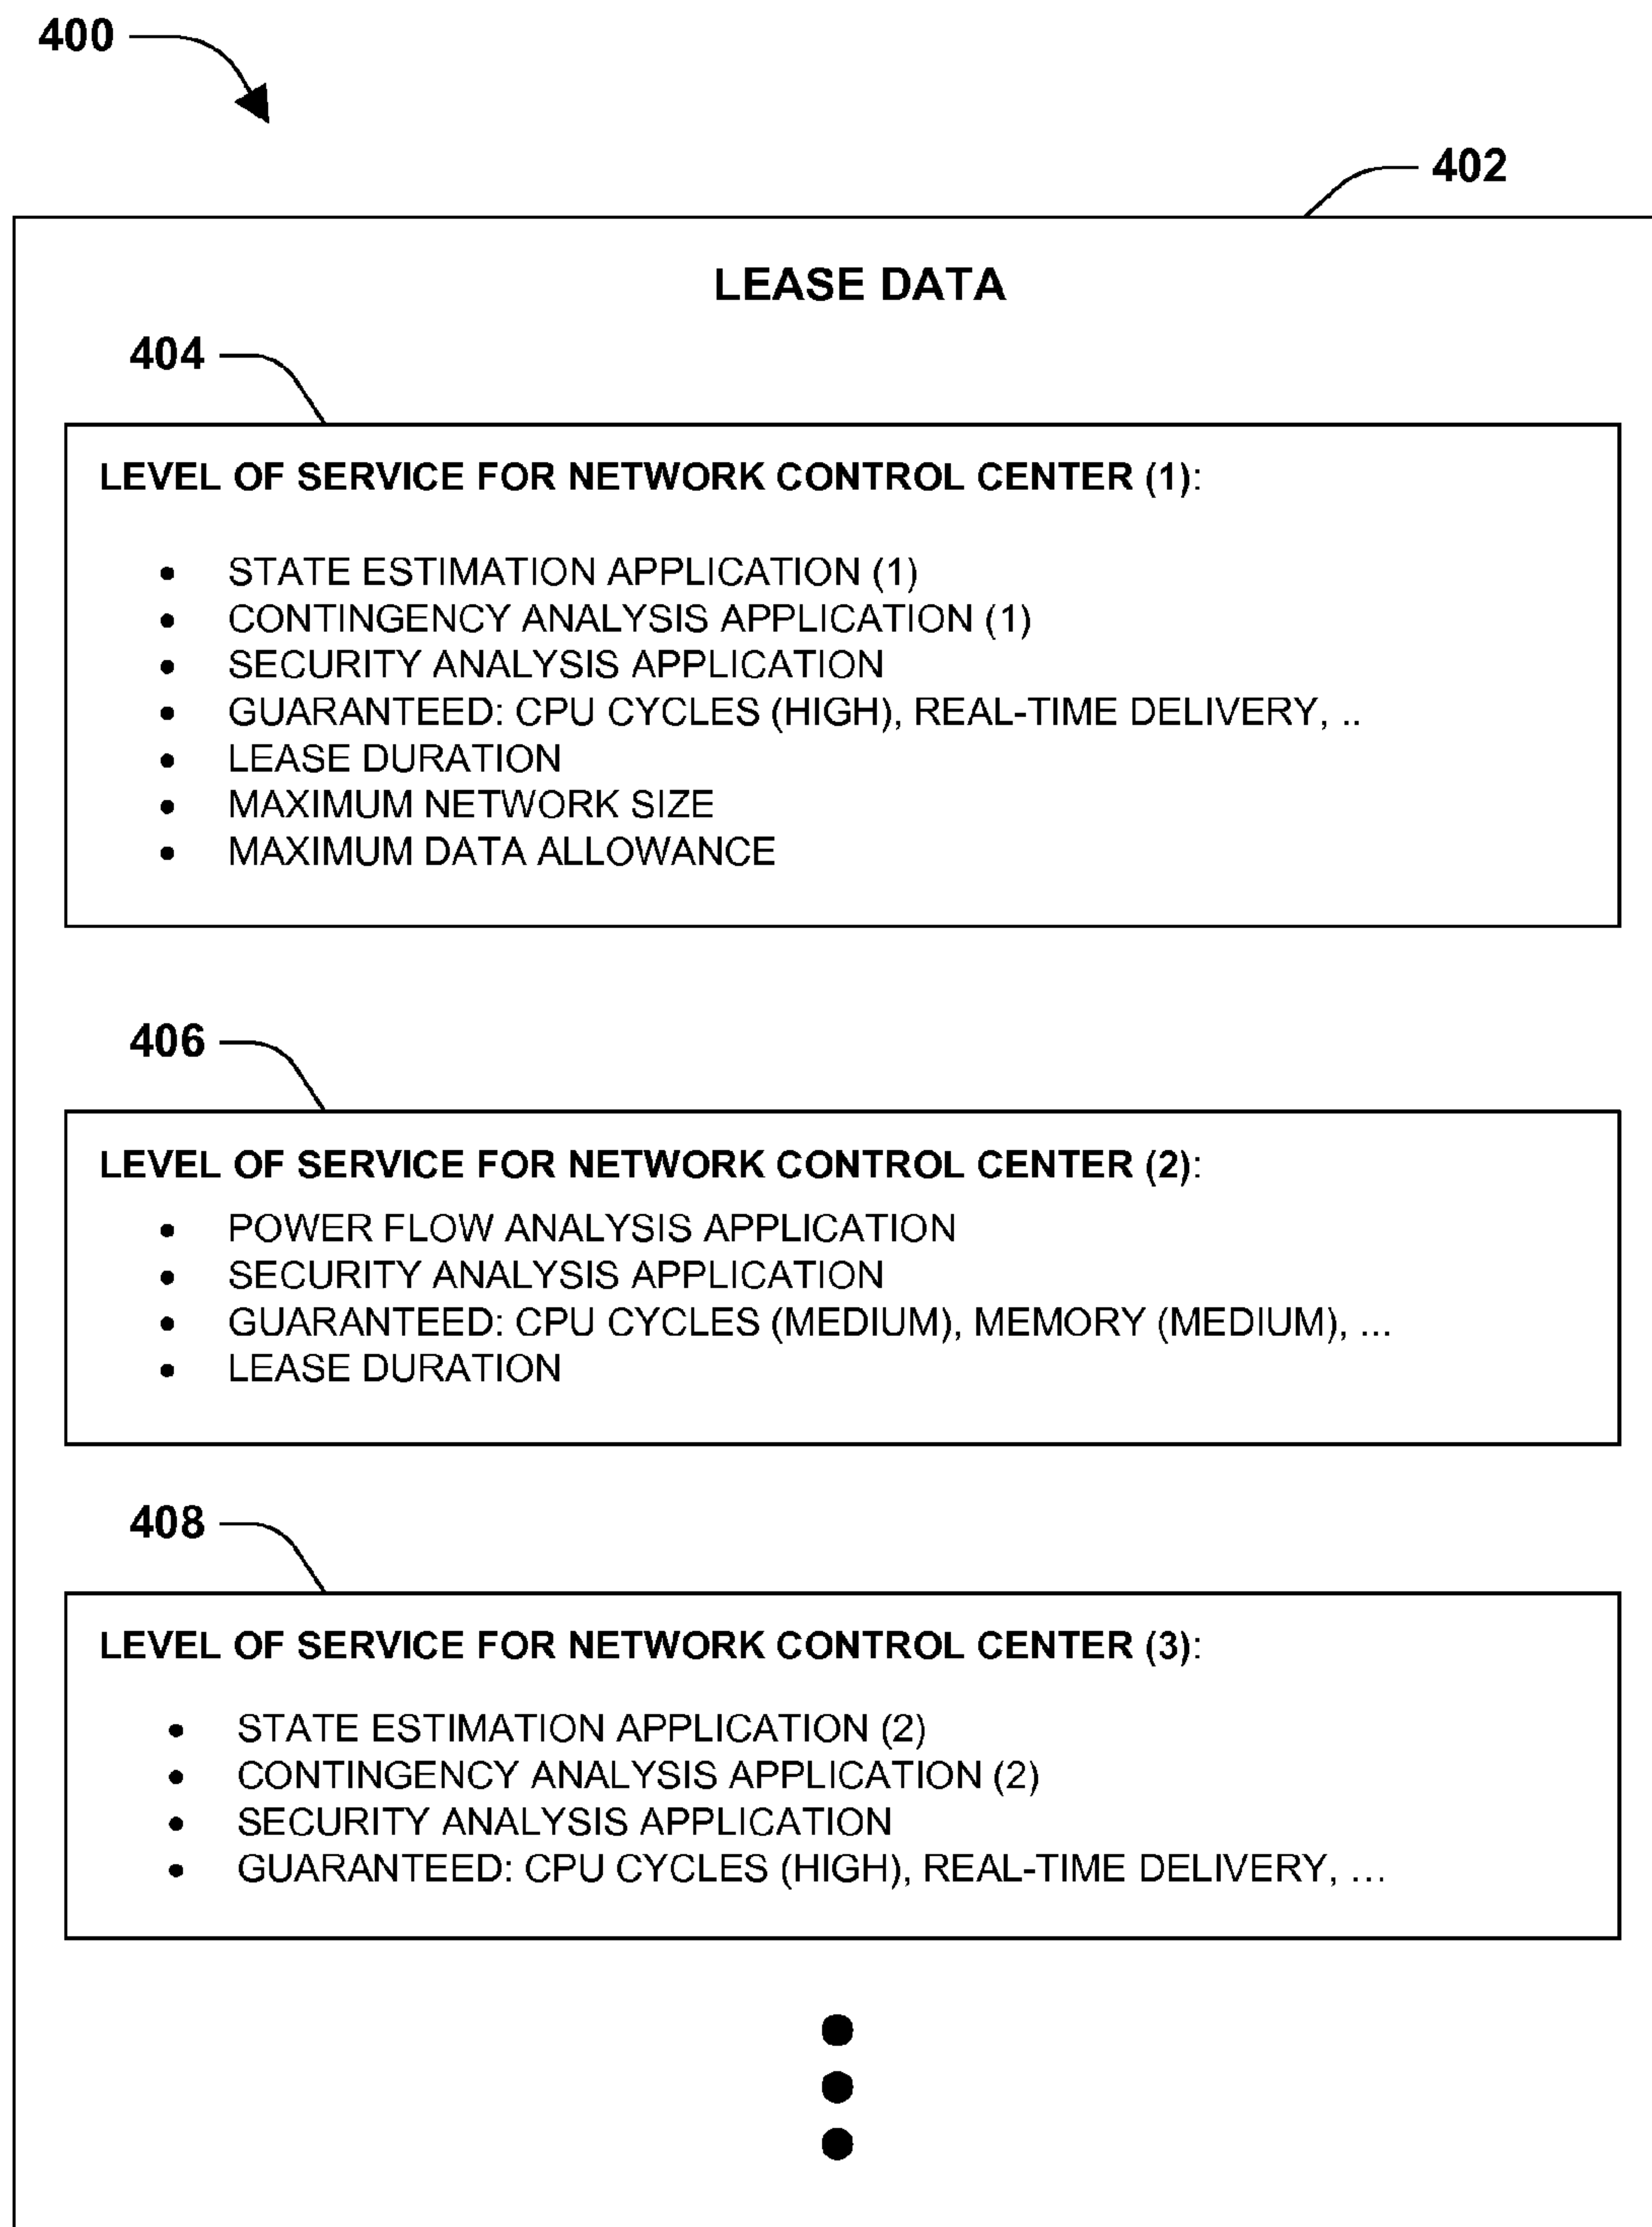 400
402
LEASE DATA
404
LEVEL OF SERVICE FOR NETWORK CONTROL CENTER (1):
• STATE ESTIMATION APPLICATION (1)
• CONTINGENCY ANALYSIS APPLICATION (1)
• SECURITY ANALYSIS APPLICATION
• GUARANTEED: CPU CYCLES (HIGH), REAL-TIME DELIVERY, ..
• LEASE DURATION
• MAXIMUM NETWORK SIZE
• MAXIMUM DATA ALLOWANCE
406
LEVEL OF SERVICE FOR NETWORK CONTROL CENTER (2):
• POWER FLOW ANALYSIS APPLICATION
• SECURITY ANALYSIS APPLICATION
• GUARANTEED: CPU CYCLES (MEDIUM), MEMORY (MEDIUM), ...
• LEASE DURATION
408
LEVEL OF SERVICE FOR NETWORK CONTROL CENTER (3):
• STATE ESTIMATION APPLICATION (2)
• CONTINGENCY ANALYSIS APPLICATION (2)
• SECURITY ANALYSIS APPLICATION
• GUARANTEED: CPU CYCLES (HIGH), REAL-TIME DELIVERY, ...